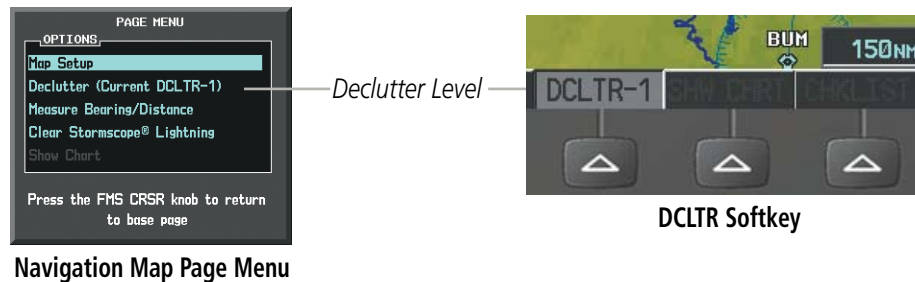 PAGE MENU
OPTIONS
Map Setup
Declutter (Current DCLTR-1)
Measure Bearing/Distance
Clear Stormscope® Lightning
Show Chart
Press the FMS CRSR knob to return
to base page
Navigation Map Page Menu
Declutter Level
BUM
150NM
DCLTR-1 SHW CHRT CHKLIST
DCLTR Softkey